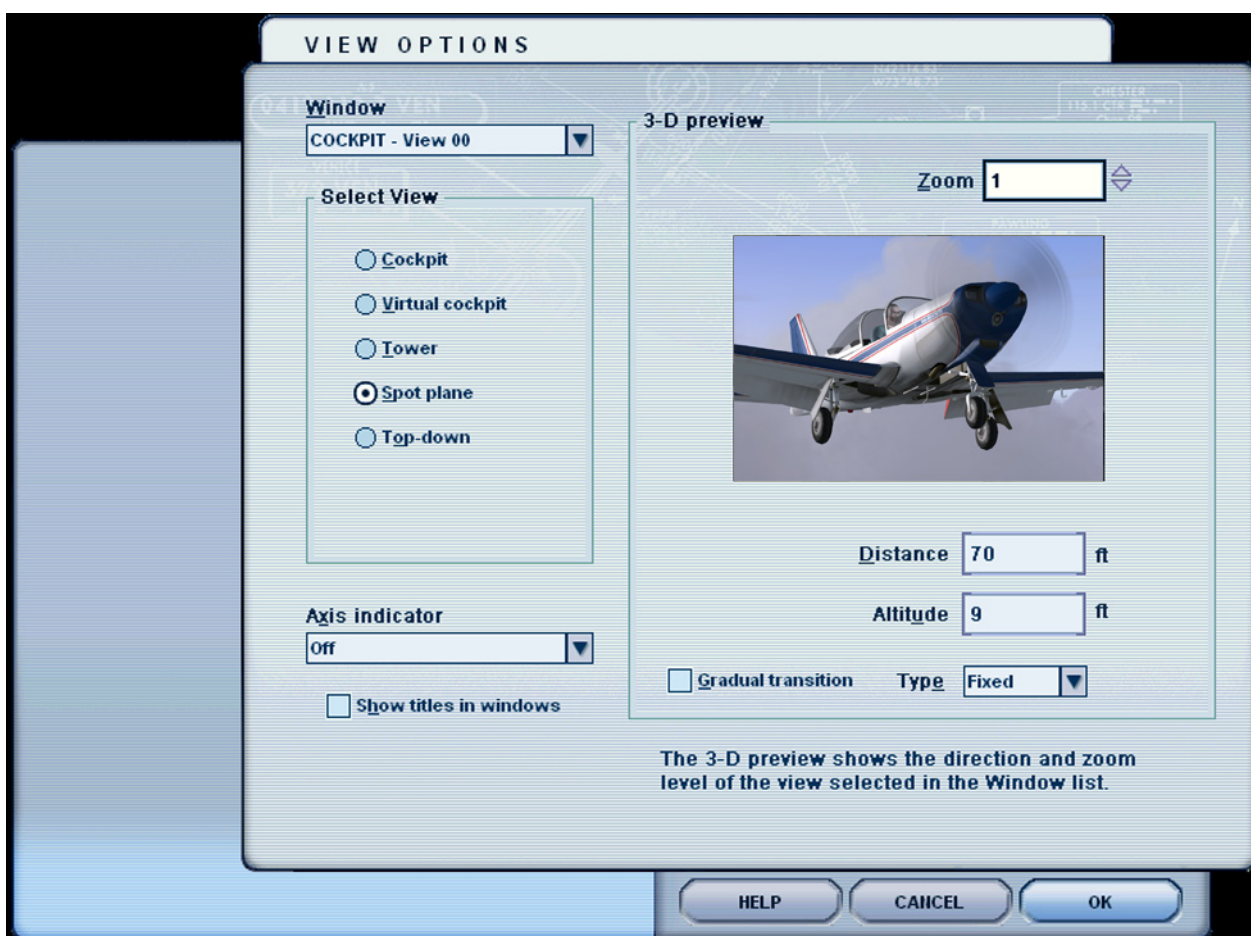 VIEW OPTIONS
Window
COCKPIT - View 00
Select View
Cockpit
Virtual cockpit
Tower
Spot plane
Top-down
Axis indicator
Off
Show titles in windows
3-D preview
Zoom 1
Distance 70 ft
Altitude 9 ft
Gradual transition Type Fixed
The 3-D preview shows the direction and zoom
level of the view selected in the Window list.
HELP CANCEL OK
CHESTER
N